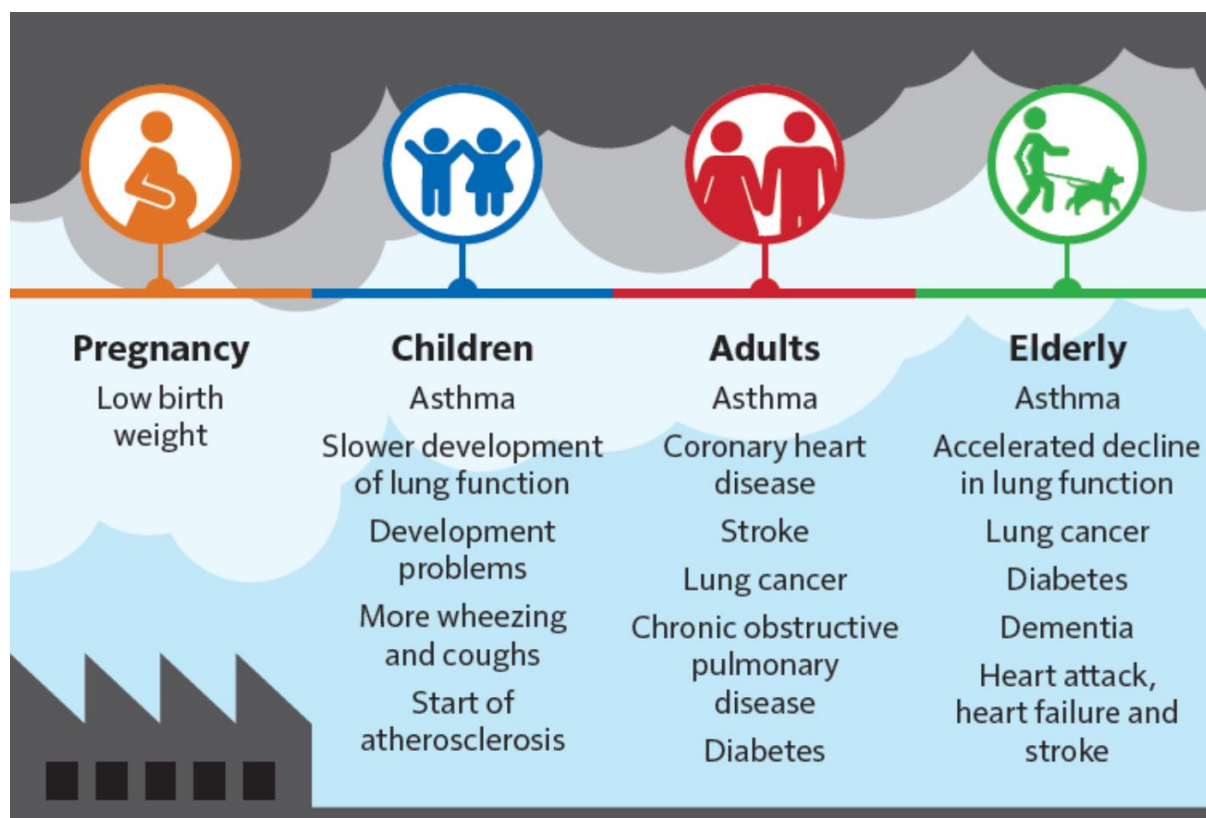 Pregnancy
Low birth
weight
Children
Asthma
Slower development
of lung function
Development
problems
More wheezing
and coughs
Start of
atherosclerosis
Adults
Asthma
Coronary heart
disease
Stroke
Lung cancer
Chronic obstructive
pulmonary
disease
Diabetes
Elderly
Asthma
Accelerated decline
in lung function
Lung cancer
Diabetes
Dementia
Heart attack,
heart failure and
stroke